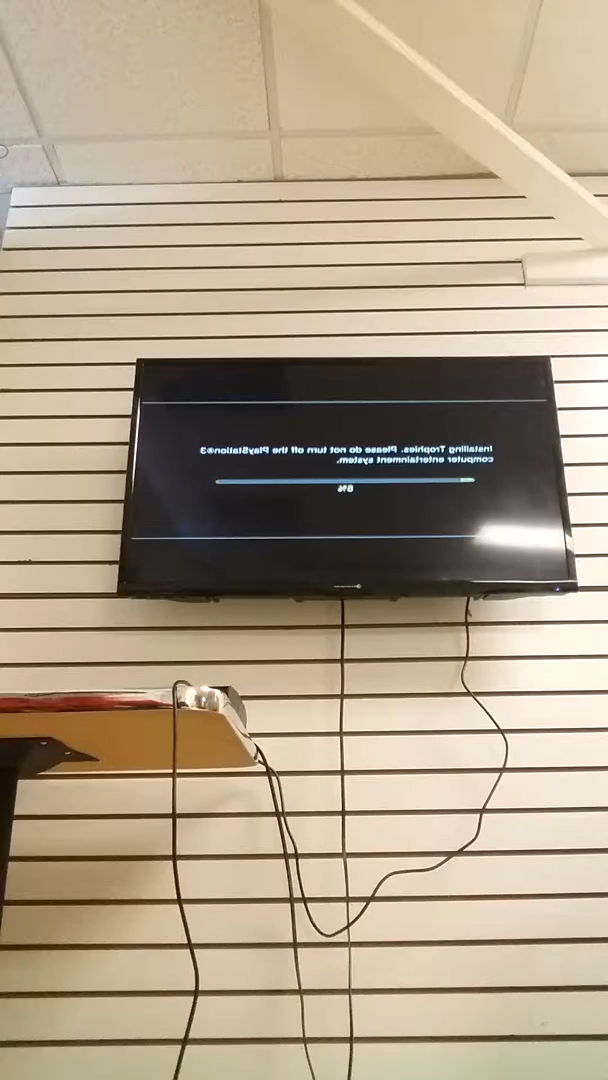 Installing Trophies. Please do not turn off the PlayStation®3
computer entertainment system.
6%